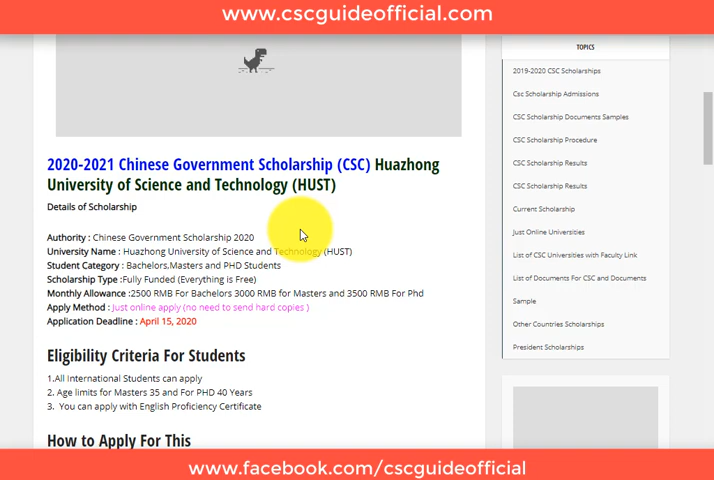 www.cscguideofficial.com
2020-2021 Chinese Government Scholarship (CSC) Huazhong
University of Science and Technology (HUST)
Details of Scholarship
Authority : Chinese Government Scholarship 2020
University Name : Huazhong University of Science and Technology (HUST)
Student Category : Bachelors,Masters and PHD Students
Scholarship Type :Fully Funded (Everything is Free)
Monthly Allowance :2500 RMB For Bachelors 3000 RMB for Masters and 3500 RMB For Phd
Apply Method : Just online apply (no need to send hard copies )
Application Deadline : April 15, 2020
Eligibility Criteria For Students
1.All International Students can apply
2. Age limits for Masters 35 and For PHD 40 Years
3. You can apply with English Proficiency Certificate
How to Apply For This
TOPICS
2019-2020 CSC Scholarships
Csc Scholarship Admissions
CSC Scholarship Documents Samples
CSC Scholarship Procedure
CSC Scholarship Results
CSC Scholarship Results
Current Scholarship
Just Online Universities
List of CSC Universities with Faculty Link
List of Documents For CSC and Documents
Sample
Other Countries Scholarships
President Scholarships
www.facebook.com/cscguideofficial